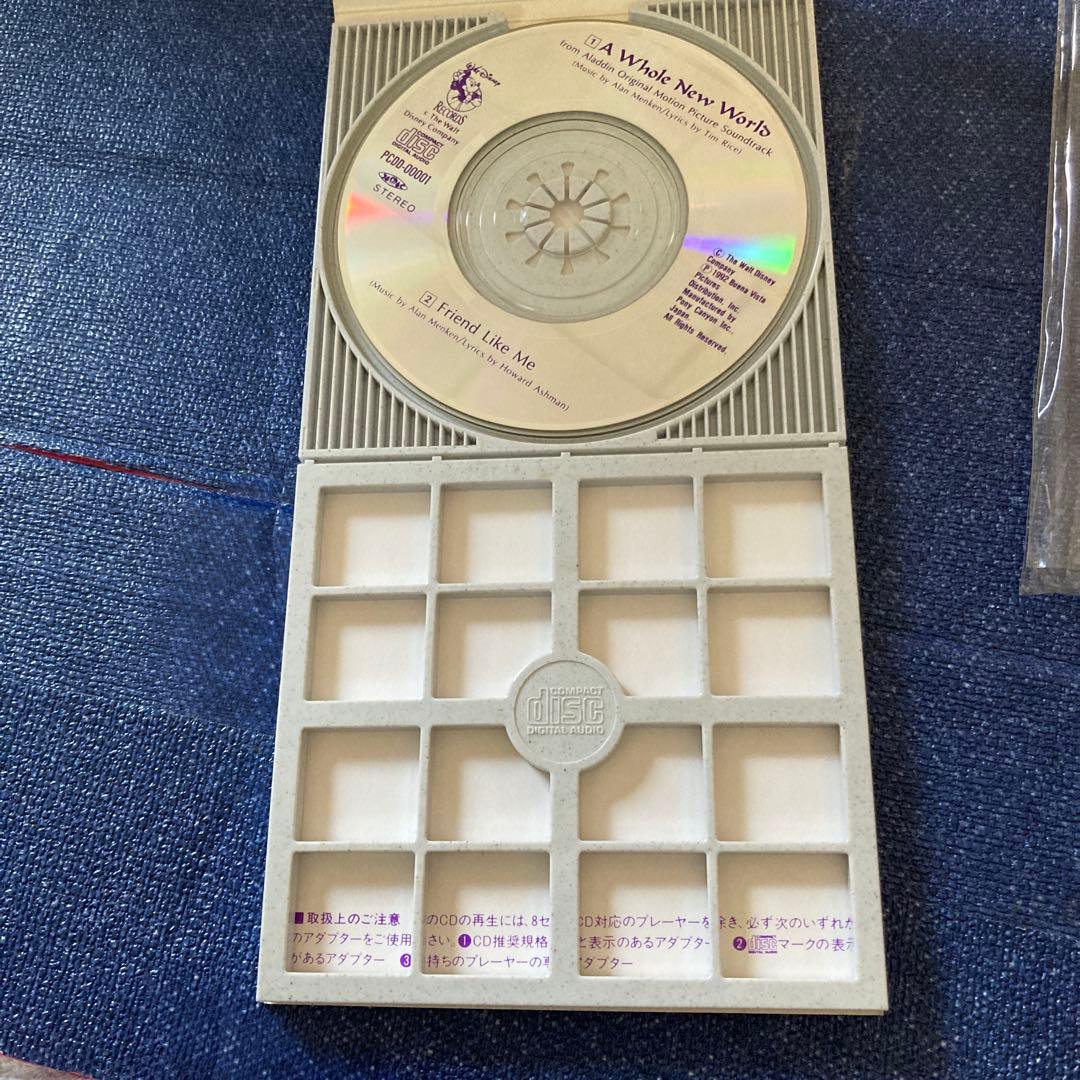 1 A Whole New World
from Aladdin Original Motion Picture Soundtrack
(Music by Alan Menken/Lyrics by Tim Rice)
Walt Disney
RECORDS
© The Walt
Disney Company
COMPACT
disc
DIGITAL AUDIO
PCDD-00001
STEREO
© The Walt Disney
Company
Ⓟ 1992 Buena Vista
Pictures
Distribution, Inc.
Manufactured by
Pony Canyon Inc.,
Japan.
All Rights Reserved.
2 Friend Like Me
(Music by Alan Menken/Lyrics by Howard Ashman)
COMPACT
disc
DIGITAL AUDIO
■取扱上のご注意 のCDの再生には、8セ CD対応のプレーヤーを 除き、必ず次のいずれか
のアダプターをご使用 さい。❶CD推奨規格 と表示のあるアダプター ❷disc DIGITAL AUDIO マークの表示
があるアダプター ❸ 持ちのプレーヤーの専 アダプター